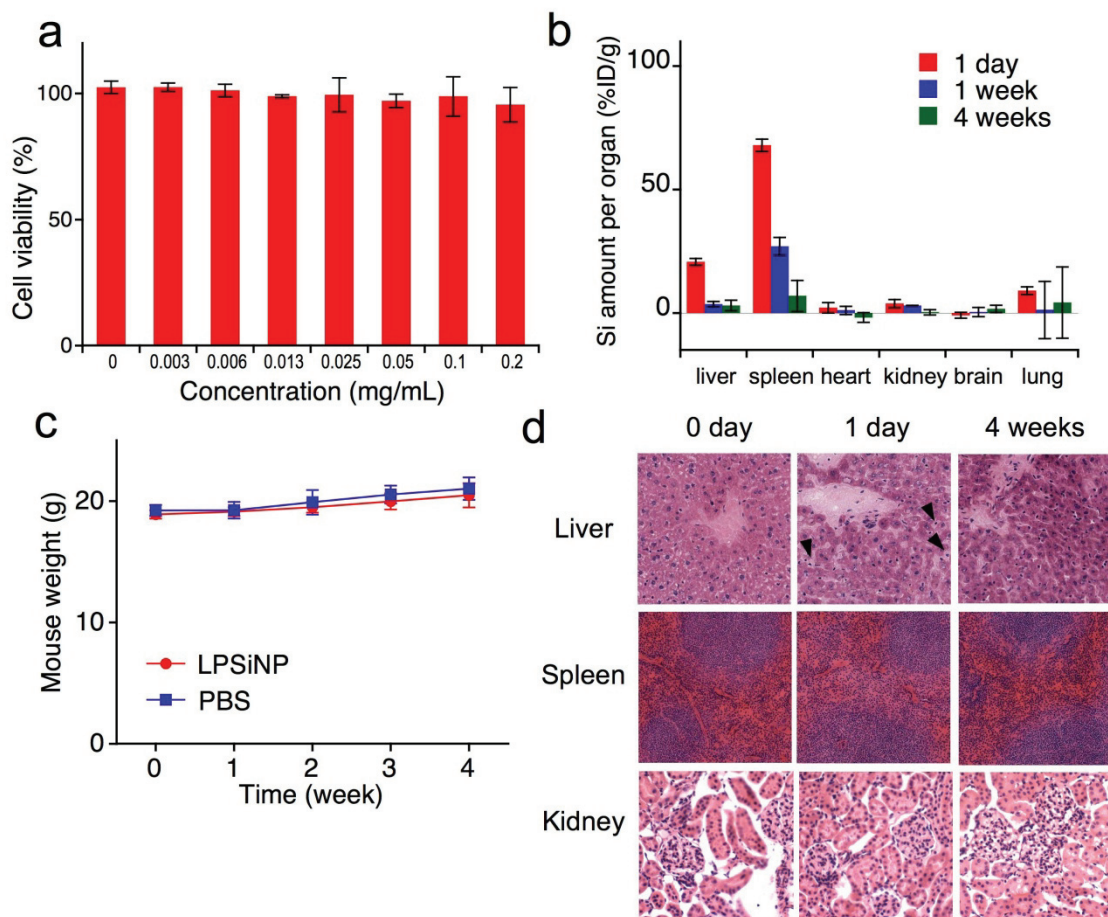 a
Cell viability (%)
100
50
0
0 0.003 0.006 0.013 0.025 0.05 0.1 0.2
Concentration (mg/mL)
b
Si amount per organ (%ID/g)
100
50
0
1 day
1 week
4 weeks
liver spleen heart kidney brain lung
c
Mouse weight (g)
20
10
0
LPSiNP
PBS
0 1 2 3 4
Time (week)
d
0 day 1 day 4 weeks
Liver
Spleen
Kidney